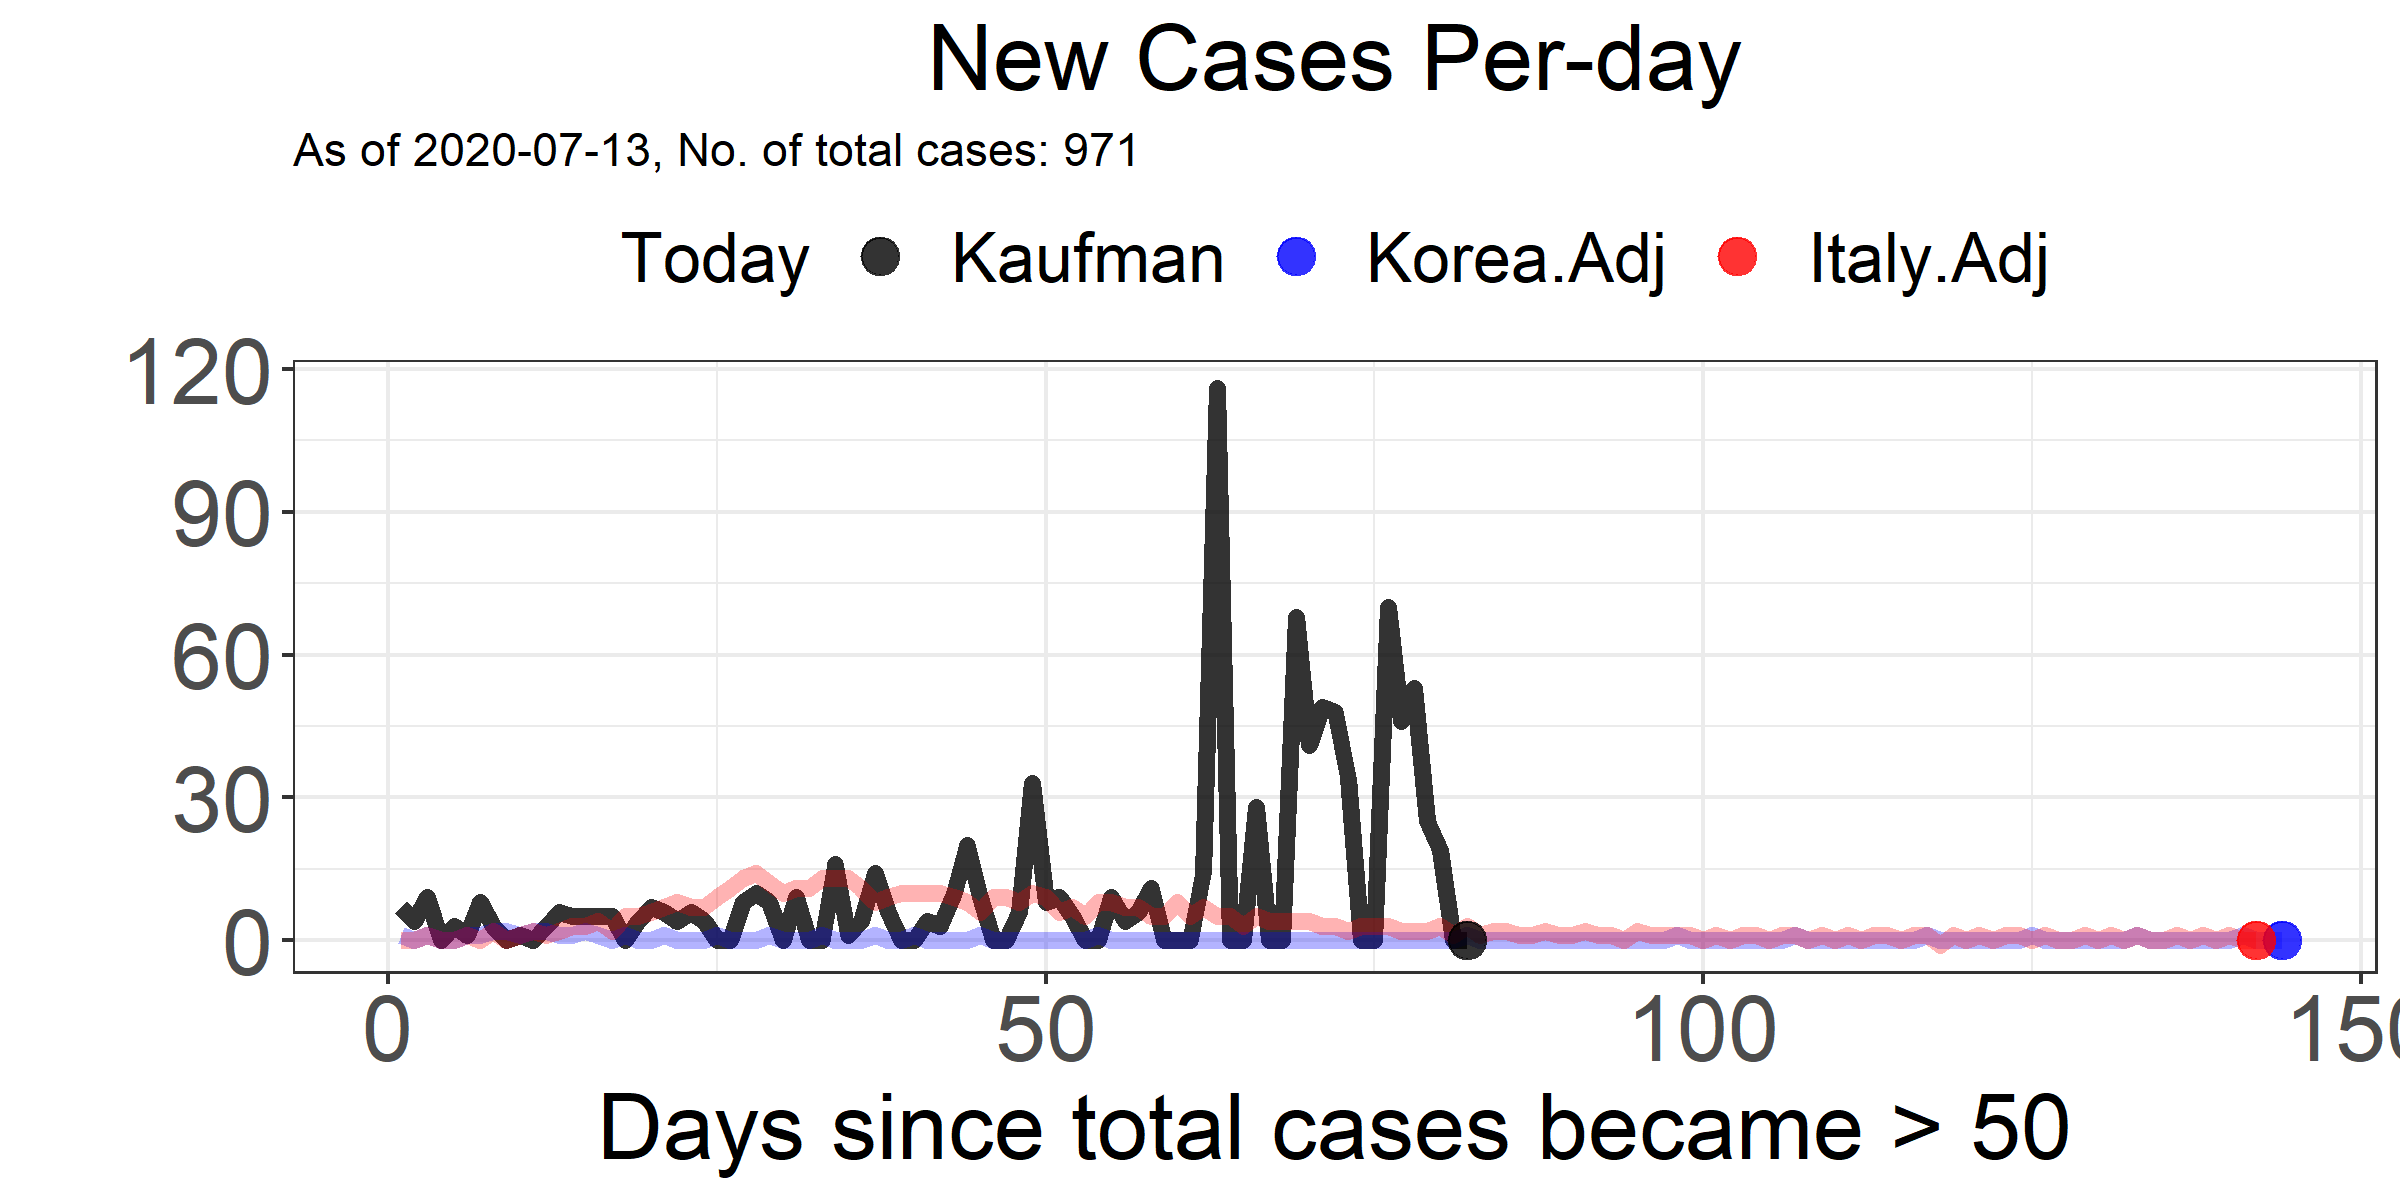 New Cases Per-day
As of 2020-07-13, No. of total cases: 971
Today Kaufman Korea.Adj Italy.Adj
120
90
60
30
0
0 50 100 150
Days since total cases became > 50